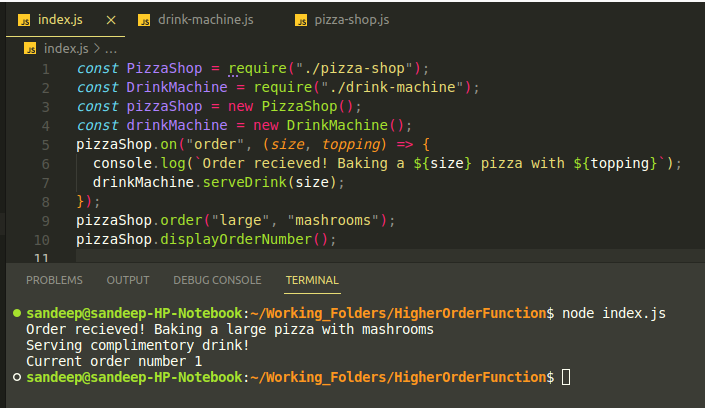 JS index.js × JS drink-machine.js JS pizza-shop.js
JS index.js > ...
1 const PizzaShop = require("./pizza-shop");
2 const DrinkMachine = require("./drink-machine");
3 const pizzaShop = new PizzaShop();
4 const drinkMachine = new DrinkMachine();
5 pizzaShop.on("order", (size, topping) => {
6 console.log(`Order recieved! Baking a ${size} pizza with ${topping}`);
7 drinkMachine.serveDrink(size);
8 });
9 pizzaShop.order("large", "mashrooms");
10 pizzaShop.displayOrderNumber();
11
PROBLEMS OUTPUT DEBUG CONSOLE TERMINAL
sandeep@sandeep-HP-Notebook:~/Working_Folders/HigherOrderFunction$ node index.js
Order recieved! Baking a large pizza with mashrooms
Serving complimentory drink!
Current order number 1
sandeep@sandeep-HP-Notebook:~/Working_Folders/HigherOrderFunction$